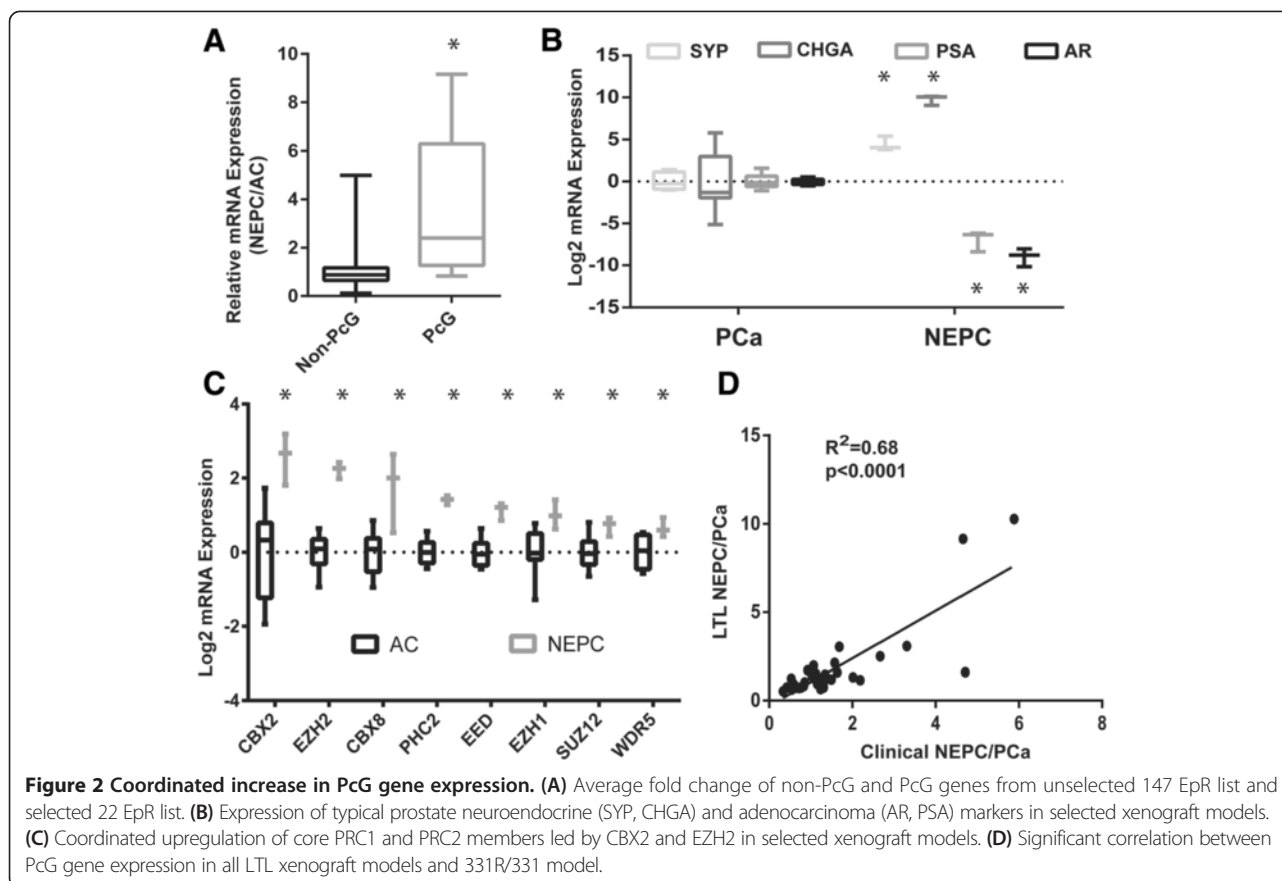 A
*
Relative mRNA Expression
(NEPC/AC)
10
8
6
4
2
0
Non-PcG
PcG
B
SYP
CHGA
PSA
AR
Log2 mRNA Expression
15
10
5
0
-5
-10
-15
* *
* *
PCa
NEPC
C
* * * * * * * *
Log2 mRNA Expression
4
2
0
-2
-4
AC
NEPC
CBX2
EZH2
CBX8
PHC2
EED
EZH1
SUZ12
WDR5
D
R²=0.68
p<0.0001
LTL NEPC/PCa
15
10
5
0
0 2 4 6 8
Clinical NEPC/PCa
Figure 2 Coordinated increase in PcG gene expression. (A) Average fold change of non-PcG and PcG genes from unselected 147 EpR list and
selected 22 EpR list. (B) Expression of typical prostate neuroendocrine (SYP, CHGA) and adenocarcinoma (AR, PSA) markers in selected xenograft models.
(C) Coordinated upregulation of core PRC1 and PRC2 members led by CBX2 and EZH2 in selected xenograft models. (D) Significant correlation between
PcG gene expression in all LTL xenograft models and 331R/331 model.